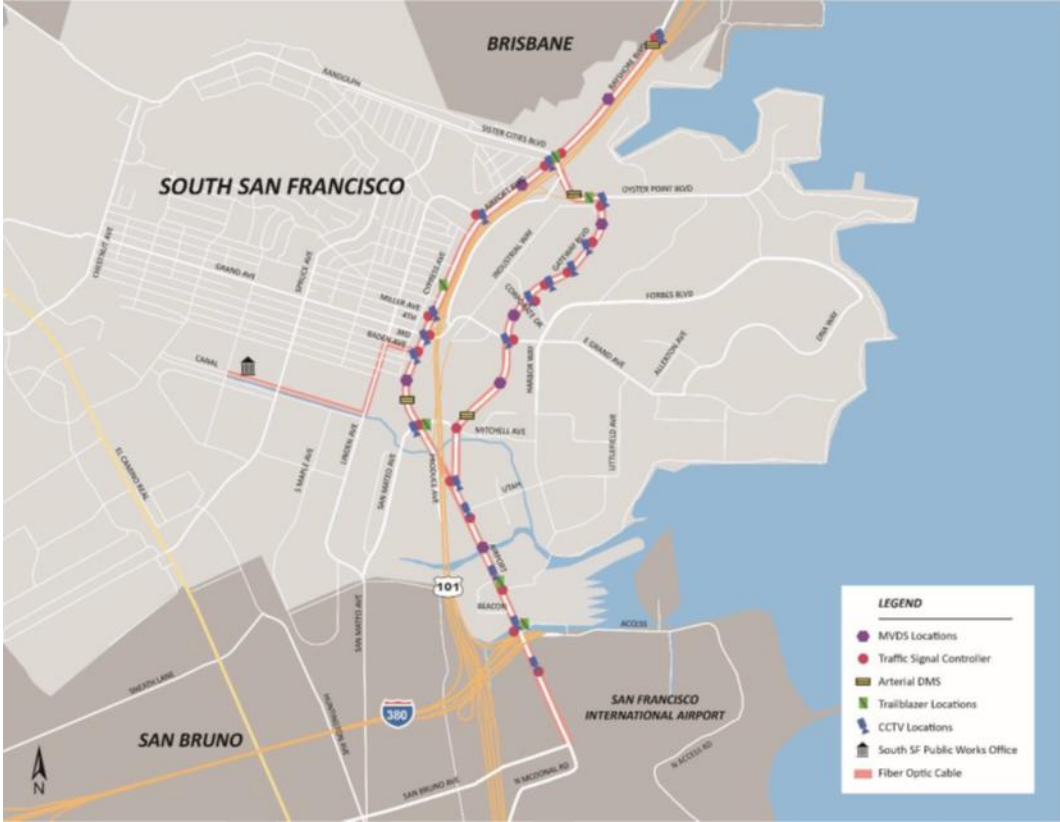 BRISBANE
BAYSHORE BLVD
RANDOLPH
SISTER CITIES BLVD
SOUTH SAN FRANCISCO
OYSTER POINT BLVD
AIRPORT BLVD
CHESTNUT AVE
SPRUCE AVE
CYPRESS AVE
INDUSTRIAL WAY
GATEWAY BLVD
GRAND AVE
MILLER AVE
4TH
3RD
BADEN AVE
CORPORATE DR
FORBES BLVD
DNA WAY
E GRAND AVE
ALLERTON AVE
CANAL
HARBOR WAY
LINDEN AVE
MITCHELL AVE
LITTLEFIELD AVE
EL CAMINO REAL
S MAPLE AVE
SAN MATEO AVE
PRODUCE AVE
UTAH
AIRPORT
101
BEACON
ACCESS
SAN MATEO AVE
SNEATH LANE
HUNTINGTON AVE
380
SAN FRANCISCO
INTERNATIONAL AIRPORT
SAN BRUNO
N ACCESS RD
N MCDONAL RD
SAN BRUNO AVE
N
LEGEND
MVDS Locations
Traffic Signal Controller
Arterial DMS
Trailblazer Locations
CCTV Locations
South SF Public Works Office
Fiber Optic Cable